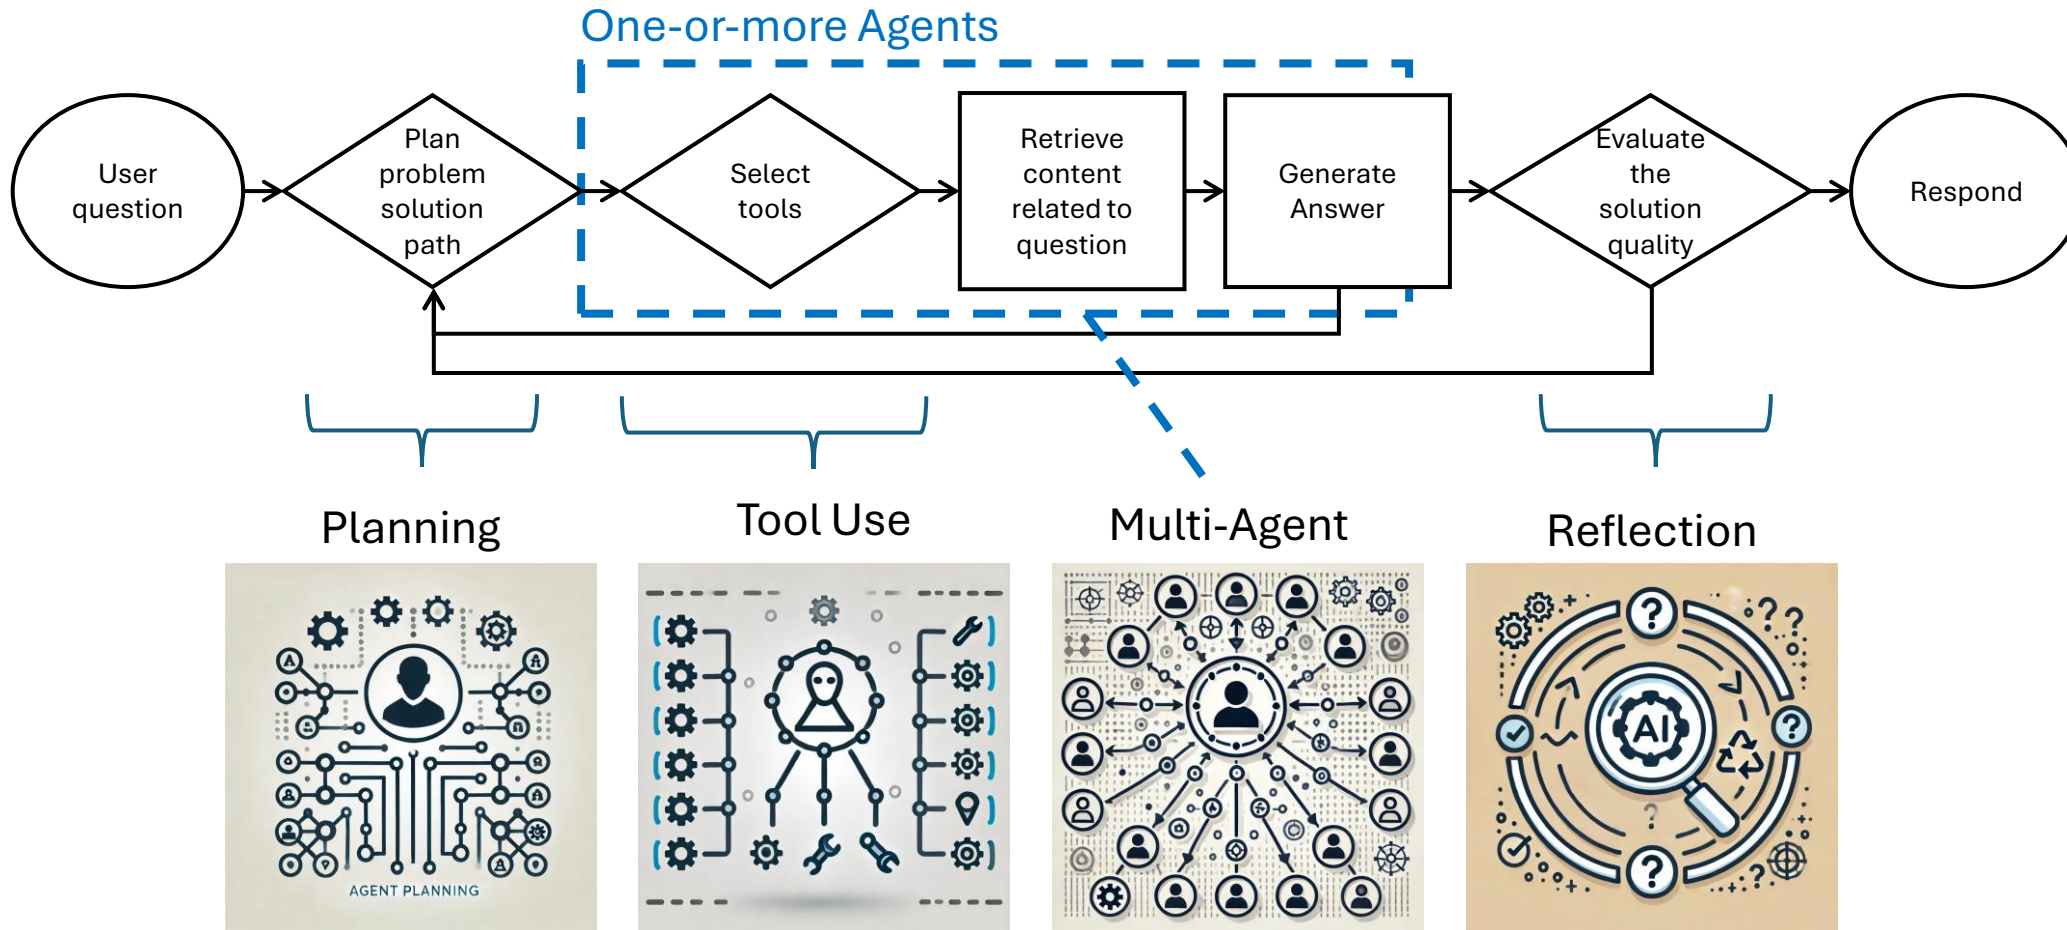 One-or-more Agents
User
question
Plan
problem
solution
path
Select
tools
Retrieve
content
related to
question
Generate
Answer
Evaluate
the
solution
quality
Respond
Planning
Tool Use
Multi-Agent
Reflection
AGENT PLANNING
AI